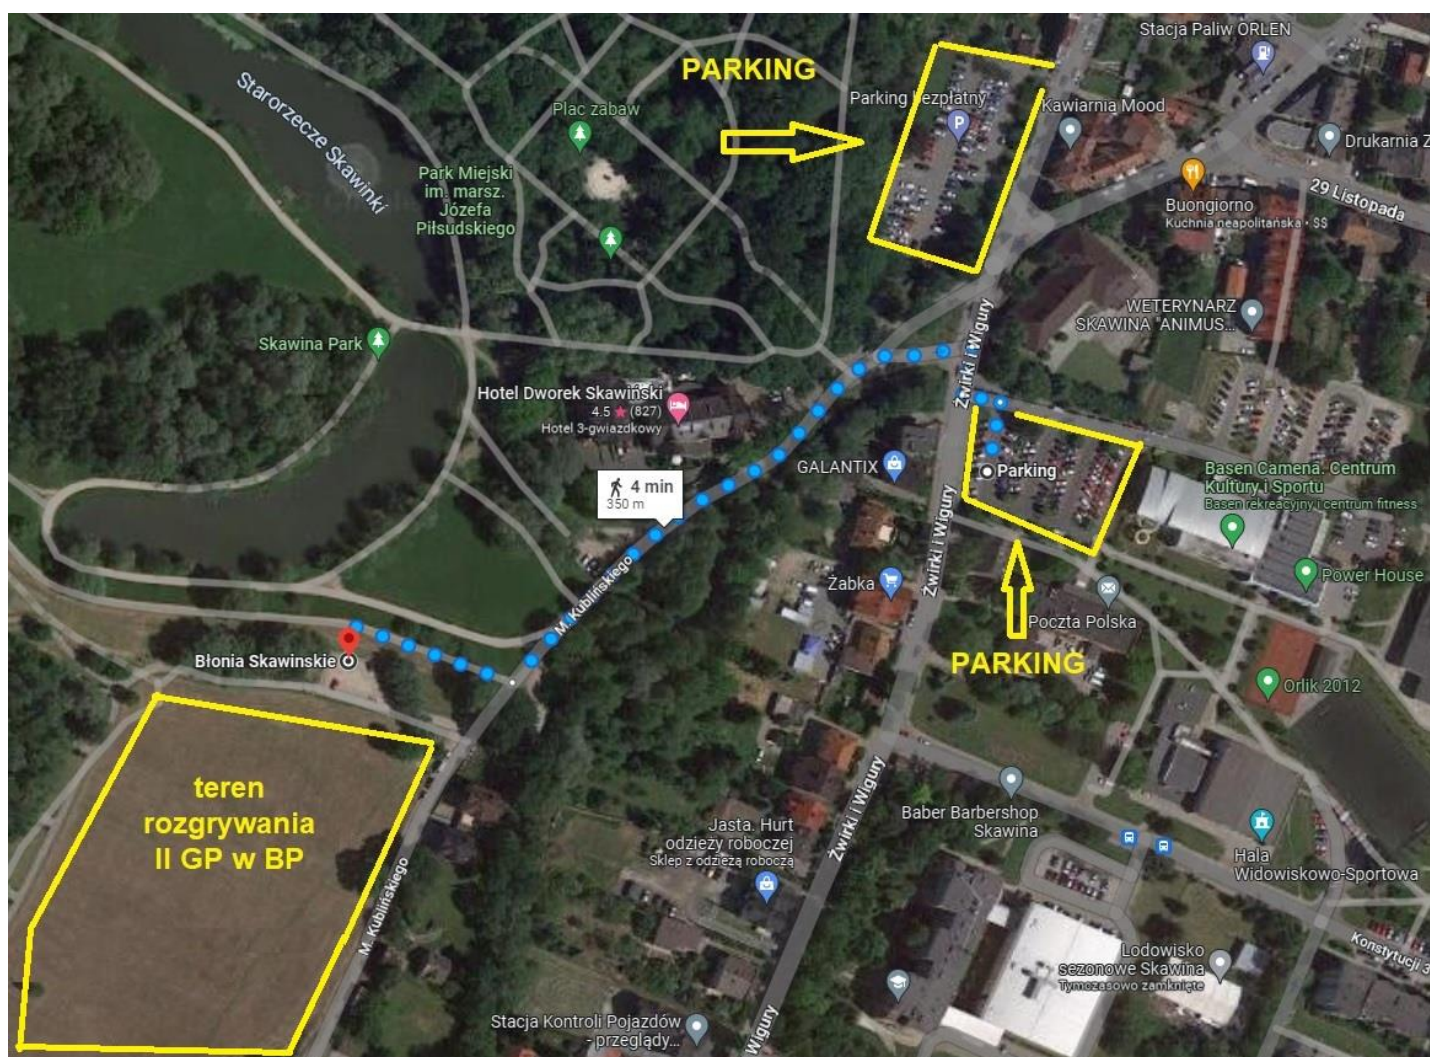 Stacja Paliw ORLEN
PARKING
Starorzecze Skawinki
Plac zabaw
Parking bezpłatny
P
Kawiarnia Mood
Drukarnia Z
Park Miejski
im. marsz.
Józefa
Piłsudskiego
29 Listopada
Buongiorno
Kuchnia neapolitańska • $$
WETERYNARZ
SKAWINA "ANIMUS...
Żwirki i Wigury
Skawina Park
Hotel Dworek Skawiński
4.5 ★ (827)
Hotel 3-gwiazdkowy
GALANTIX
Parking
Basen Camena. Centrum
Kultury i Sportu
Basen rekreacyjny i centrum fitness
4 min
350 m
Żwirki i Wigury
Power House
M. Kublińskiego
Żabka
Poczta Polska
PARKING
Błonia Skawinskie
Orlik 2012
teren
rozgrywania
II GP w BP
Żwirki i Wigury
Baber Barbershop
Skawina
Jasta. Hurt
odzieży roboczej
Sklep z odzieżą roboczą
Hala
Widowiskowo-Sportowa
M. Kublińskiego
Konstytucji 3
Lodowisko
sezonowe Skawina
Tymczasowo zamknięte
Stacja Kontroli Pojazdów
- przeglądy...
Wigury